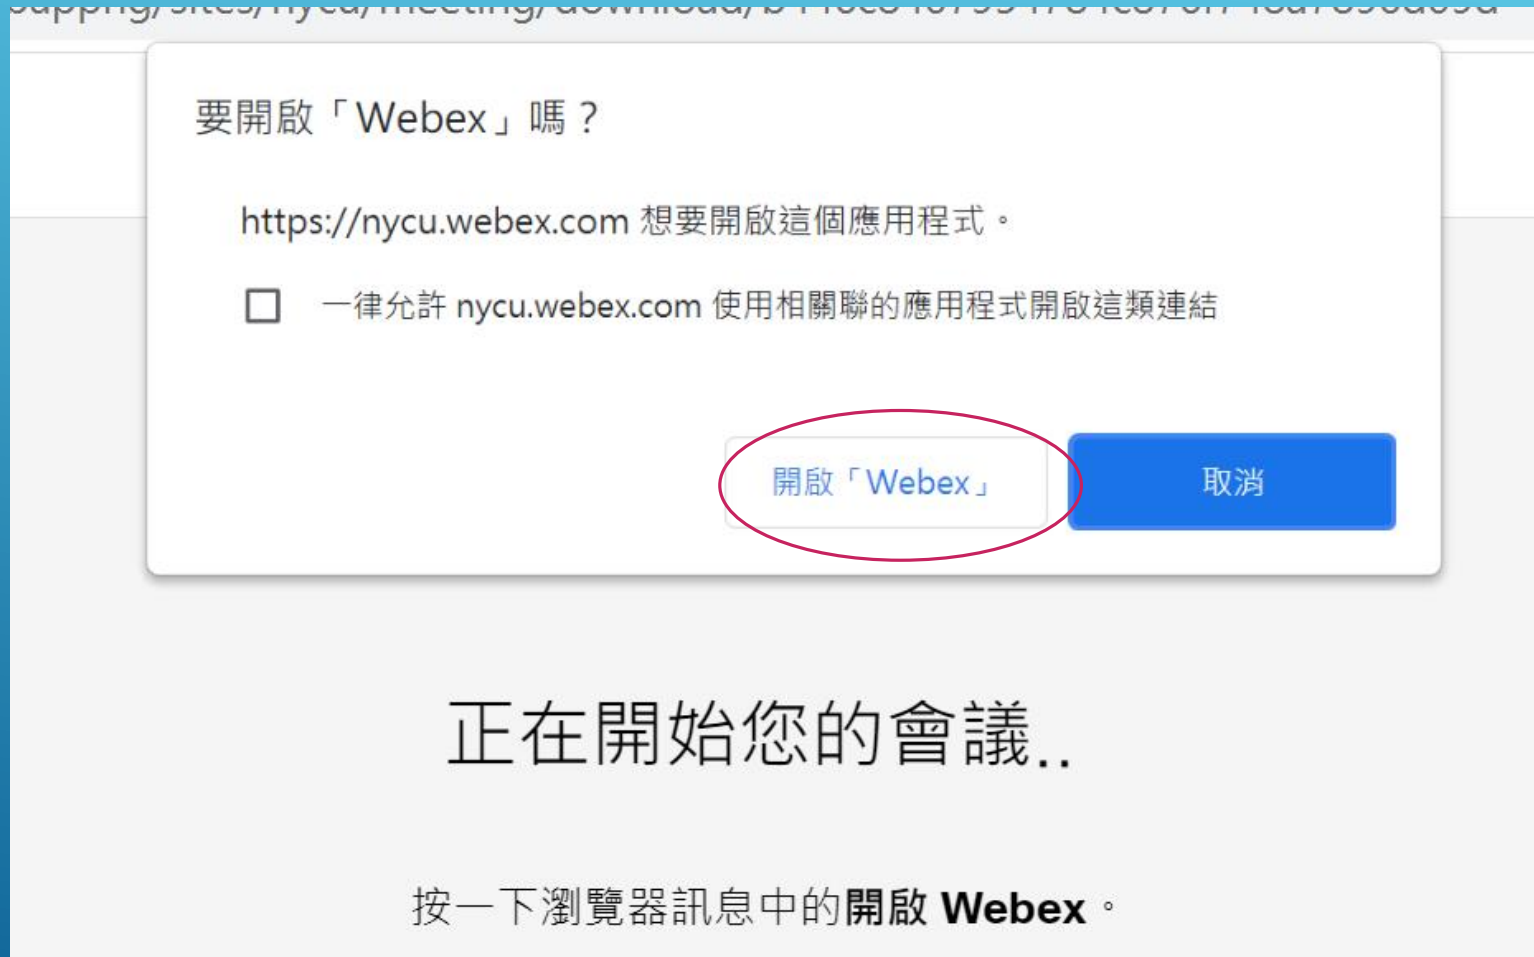 要開啟「Webex」嗎？
https://nycu.webex.com 想要開啟這個應用程式。
一律允許 nycu.webex.com 使用相關聯的應用程式開啟這類連結
開啟「Webex」
取消
正在開始您的會議..
按一下瀏覽器訊息中的開啟 Webex。